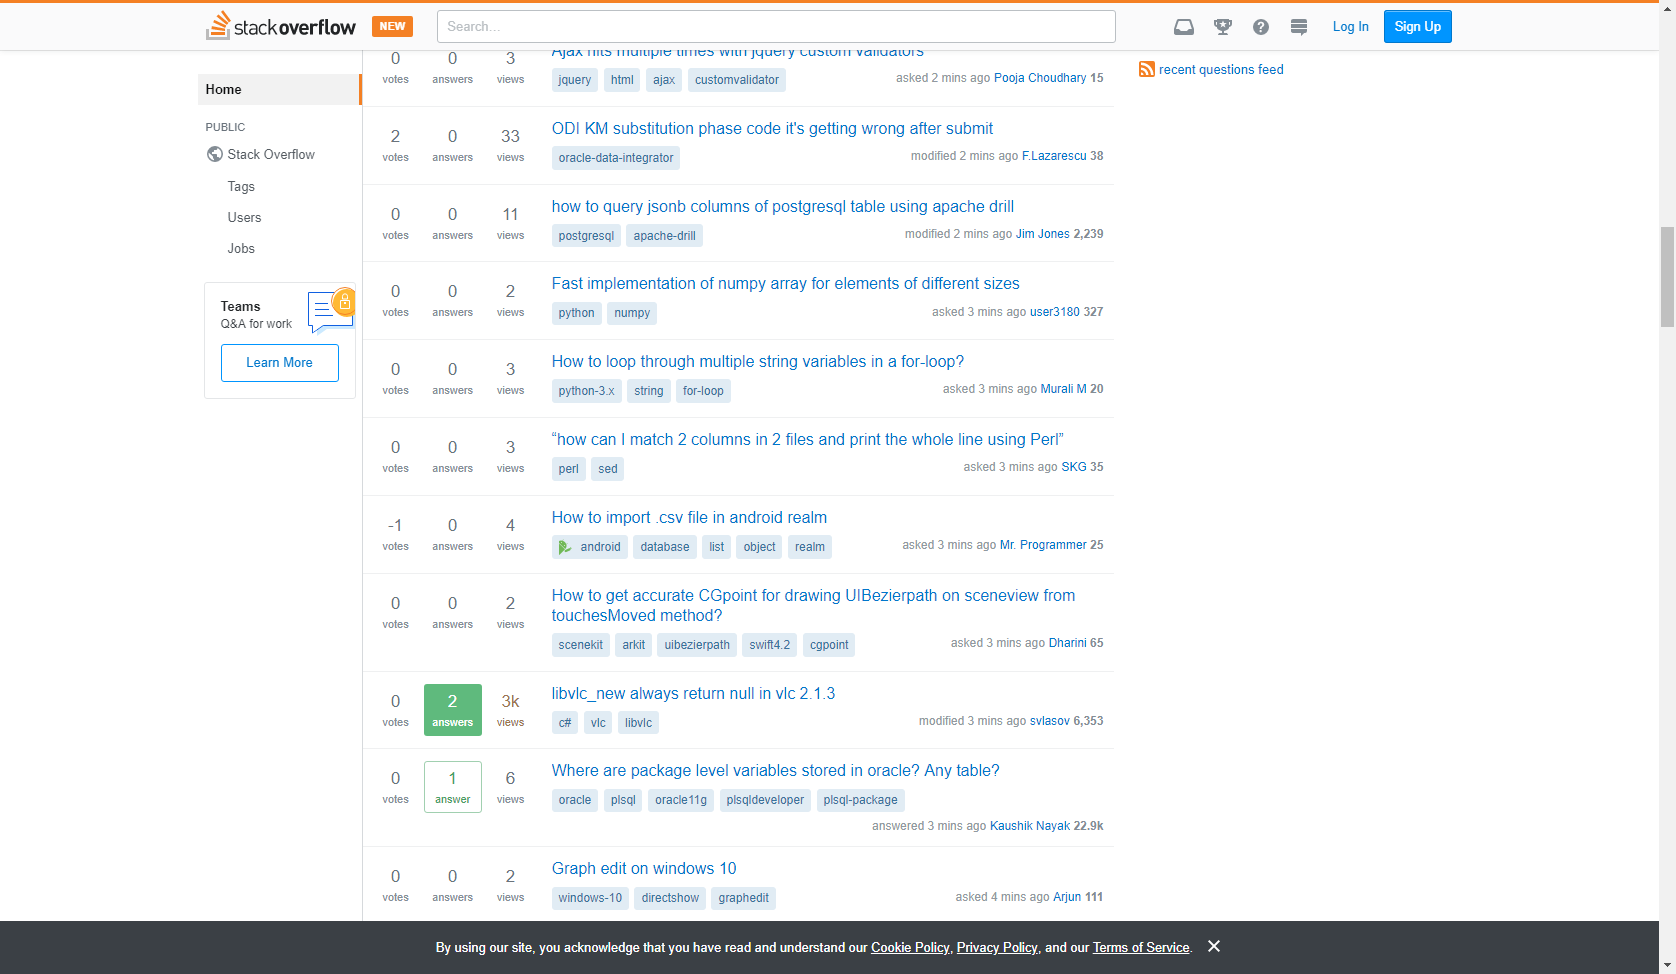 stackoverflow NEW Search... Log In Sign Up
Home
PUBLIC
Stack Overflow
Tags
Users
Jobs
Teams
Q&A for work
Learn More
Ajax hits multiple times with jquery custom validators
0 votes 0 answers 3 views
jquery html ajax customvalidator
asked 2 mins ago Pooja Choudhary 15
ODI KM substitution phase code it's getting wrong after submit
2 votes 0 answers 33 views
oracle-data-integrator
modified 2 mins ago F.Lazarescu 38
how to query jsonb columns of postgresql table using apache drill
0 votes 0 answers 11 views
postgresql apache-drill
modified 2 mins ago Jim Jones 2,239
Fast implementation of numpy array for elements of different sizes
0 votes 0 answers 2 views
python numpy
asked 3 mins ago user3180 327
How to loop through multiple string variables in a for-loop?
0 votes 0 answers 3 views
python-3.x string for-loop
asked 3 mins ago Murali M 20
“how can I match 2 columns in 2 files and print the whole line using Perl”
0 votes 0 answers 3 views
perl sed
asked 3 mins ago SKG 35
How to import .csv file in android realm
-1 votes 0 answers 4 views
android database list object realm
asked 3 mins ago Mr. Programmer 25
How to get accurate CGpoint for drawing UIBezierpath on sceneview from
touchesMoved method?
0 votes 0 answers 2 views
scenekit arkit uibezierpath swift4.2 cgpoint
asked 3 mins ago Dharini 65
libvlc_new always return null in vlc 2.1.3
0 votes 2 answers 3k views
c# vlc libvlc
modified 3 mins ago svlasov 6,353
Where are package level variables stored in oracle? Any table?
0 votes 1 answer 6 views
oracle plsql oracle11g plsqldeveloper plsql-package
answered 3 mins ago Kaushik Nayak 22.9k
Graph edit on windows 10
0 votes 0 answers 2 views
windows-10 directshow graphedit
asked 4 mins ago Arjun 111
recent questions feed
By using our site, you acknowledge that you have read and understand our Cookie Policy, Privacy Policy, and our Terms of Service.